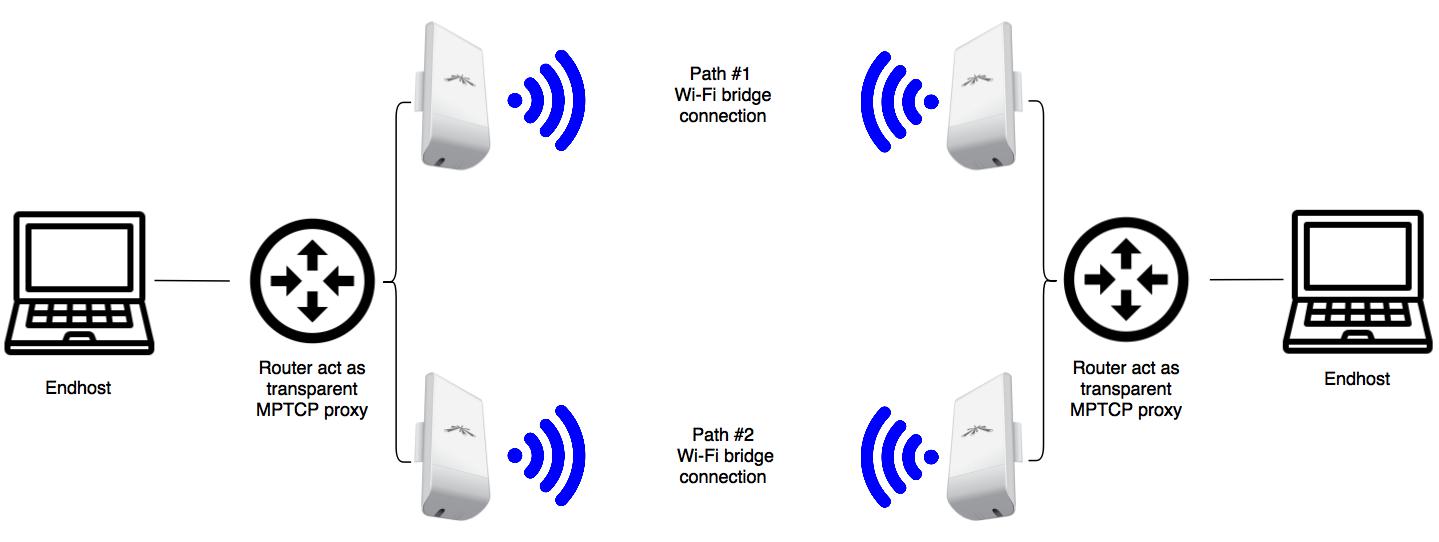 Path #1
Wi-Fi bridge
connection
Endhost
Router act as
transparent
MPTCP proxy
Router act as
transparent
MPTCP proxy
Endhost
Path #2
Wi-Fi bridge
connection